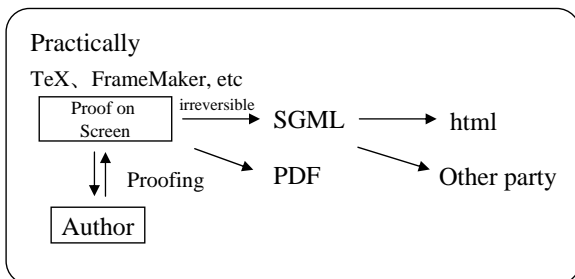 Practically
TeX、FrameMaker, etc
Proof on
Screen
irreversible
SGML
html
PDF
Other party
Proofing
Author